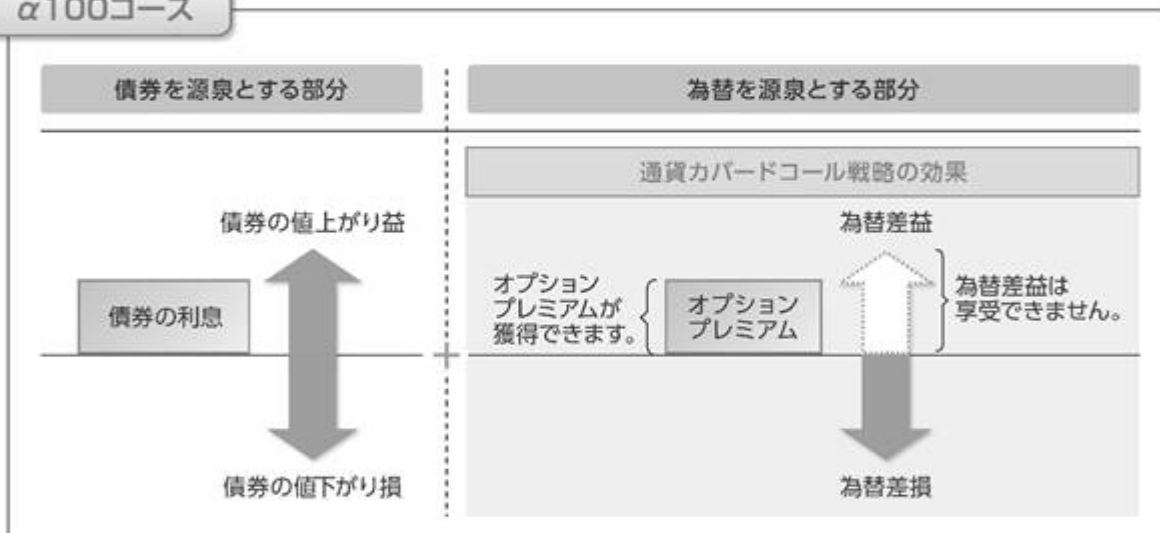 α100コース
債券を源泉とする部分
為替を源泉とする部分
通貨カバードコール戦略の効果
債券の値上がり益
債券の利息
債券の値下がり損
為替差益
オプション
プレミアムが
獲得できます。
オプション
プレミアム
為替差益は
享受できません。
為替差損